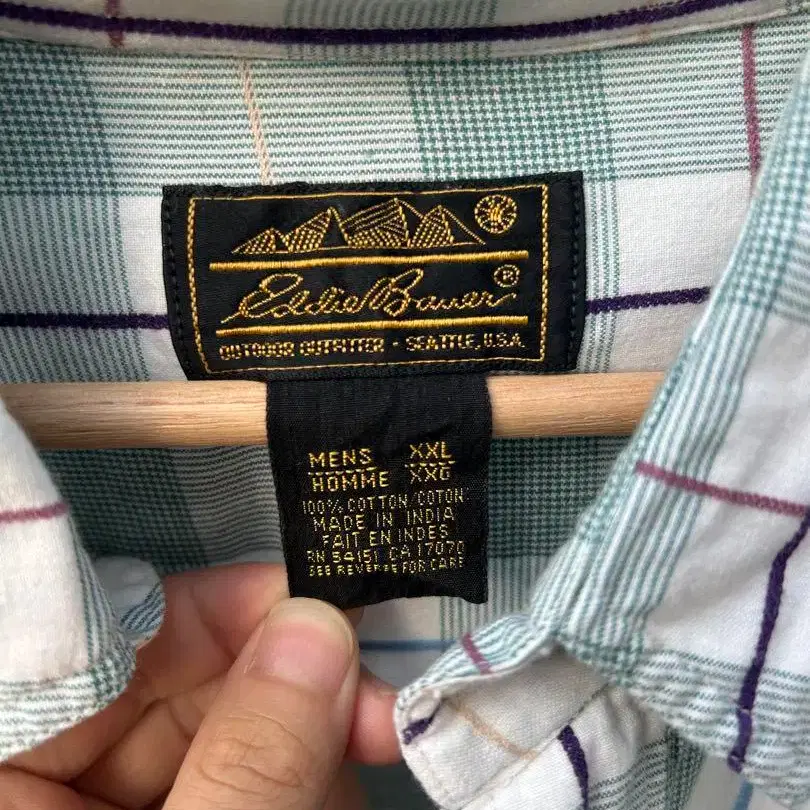 Eddie Bauer®
OUTDOOR OUTFITTER - SEATTLE, U.S.A.
MENS XXL
HOMME XXG
100% COTTON/COTON
MADE IN INDIA
FAIT EN INDES
RN 54151 CA 17070
SEE REVERSE FOR CARE